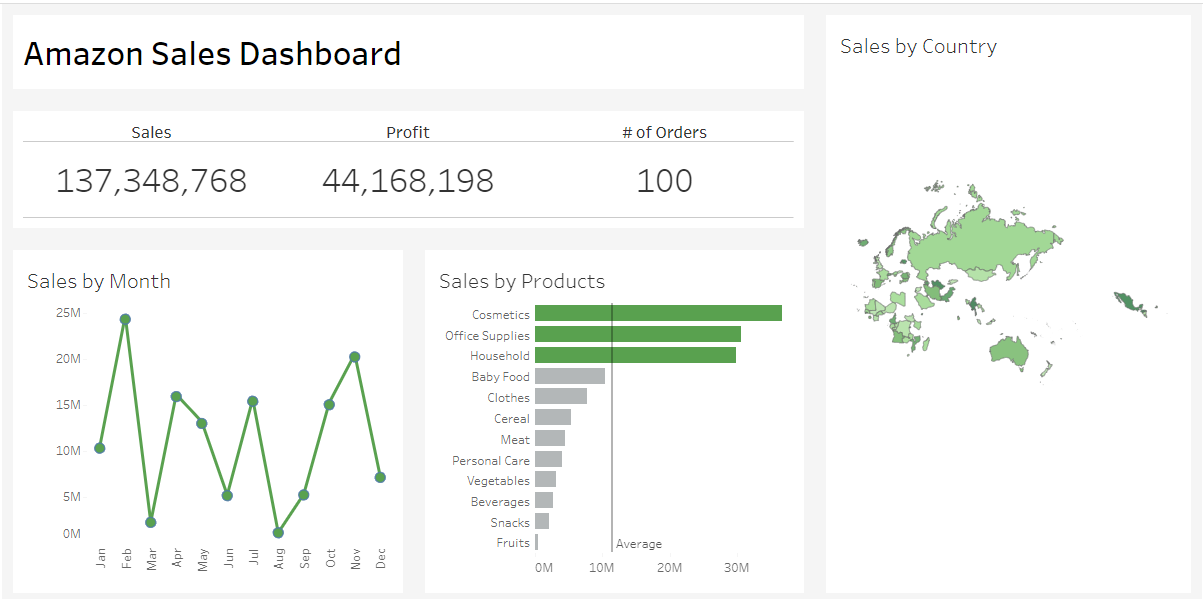 Amazon Sales Dashboard
Sales Profit # of Orders
137,348,768 44,168,198 100
Sales by Month
25M
20M
15M
10M
5M
0M
Jan Feb Mar Apr May Jun Jul Aug Sep Oct Nov Dec
Sales by Products
Cosmetics
Office Supplies
Household
Baby Food
Clothes
Cereal
Meat
Personal Care
Vegetables
Beverages
Snacks
Fruits
Average
0M 10M 20M 30M
Sales by Country